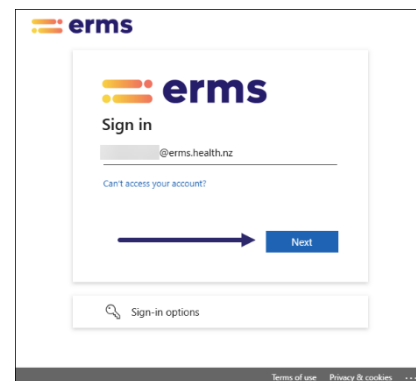 erms
erms
Sign in
@erms.health.nz
Can't access your account?
Next
Sign-in options
Terms of use Privacy & cookies ...